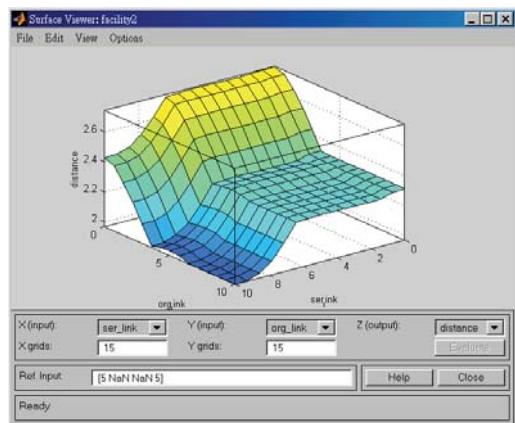 Surface Viewer: facility2
File Edit View Options
2.6
2.4
2.2
2
distance
0
5
10
org_ink
10
8
6
4
2
0
ser_ink
X (input): ser_link Y (input): org_link Z (output): distance
X grids: 15 Y grids: 15 Evaluate
Ref. Input: [5 NaN NaN 5] Help Close
Ready